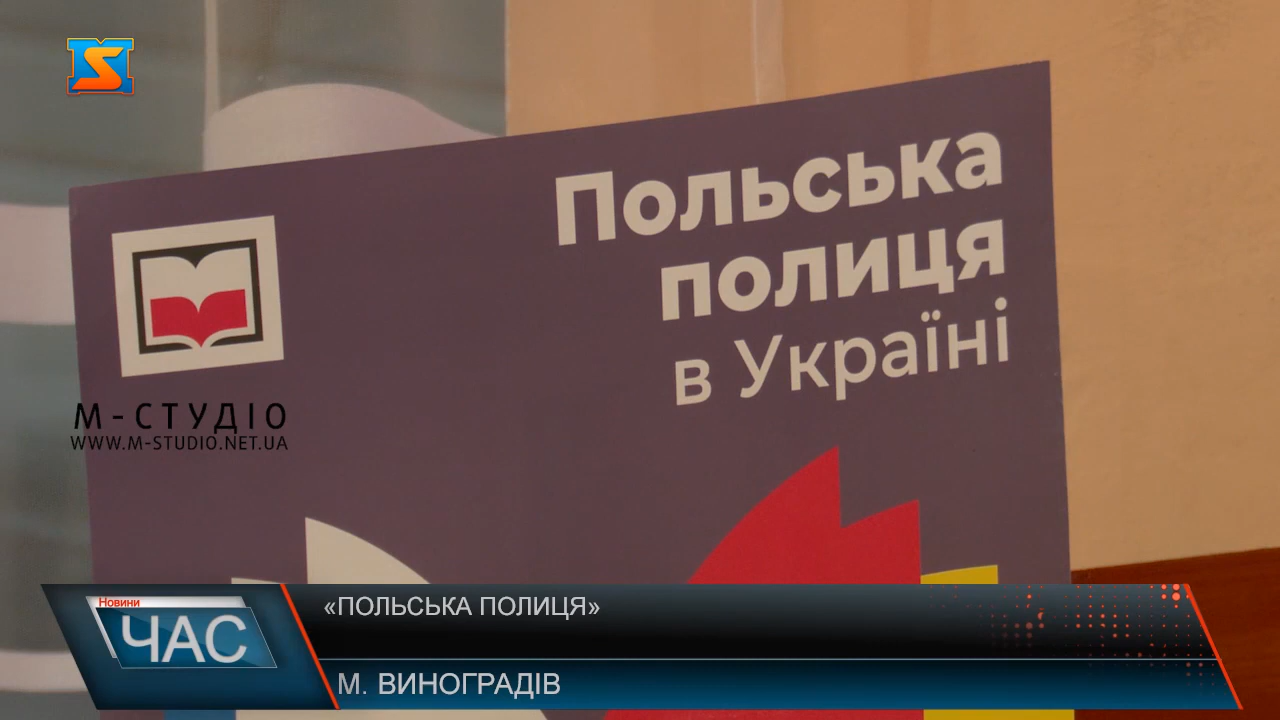 Польська
полиця
в Україні
М-СТУДІО
WWW.M-STUDIO.NET.UA
Новини
ЧАС
«ПОЛЬСЬКА ПОЛИЦЯ»
М. ВИНОГРАДІВ